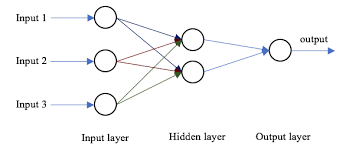 Input 1
output
Input 2
Input 3
Input layer
Hidden layer
Output layer